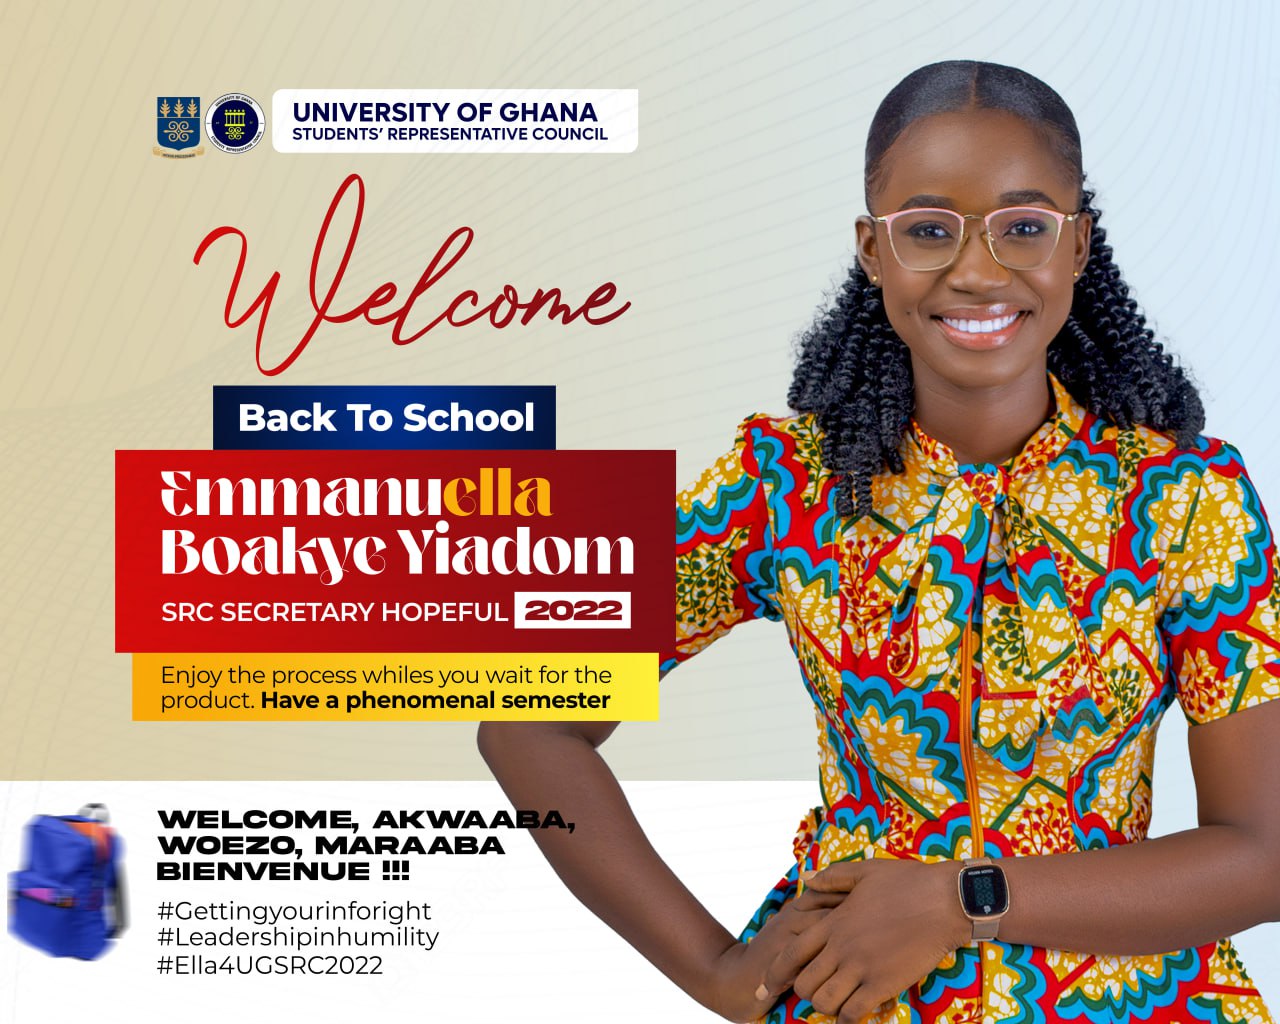 UNIVERSITY OF GHANA
STUDENTS' REPRESENTATIVE COUNCIL
Welcome
Back To School
Emmanuella
Boakye Yiadom
SRC SECRETARY HOPEFUL 2022
Enjoy the process whiles you wait for the
product. Have a phenomenal semester
WELCOME, AKWAABA,
WOEZO, MARAABA
BIENVENUE !!!
#Gettingyourinforight
#Leadershipinhumility
#Ella4UGSRC2022